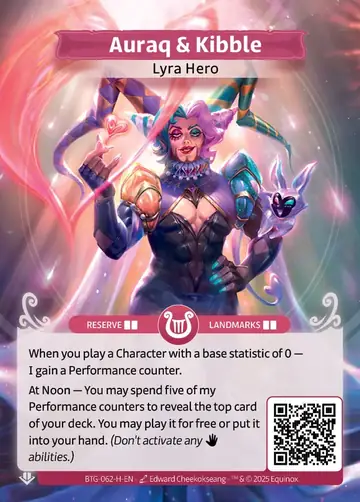 Auraq & Kibble
Lyra Hero
RESERVE
LANDMARKS
When you play a Character with a base statistic of 0 —
I gain a Performance counter.
At Noon — You may spend five of my
Performance counters to reveal the top card
of your deck. You may play it for free or put it
into your hand. (Don't activate any
abilities.)
BTG-062-H-EN - Edward Cheekokseang - ™ & © 2025 Equinox.